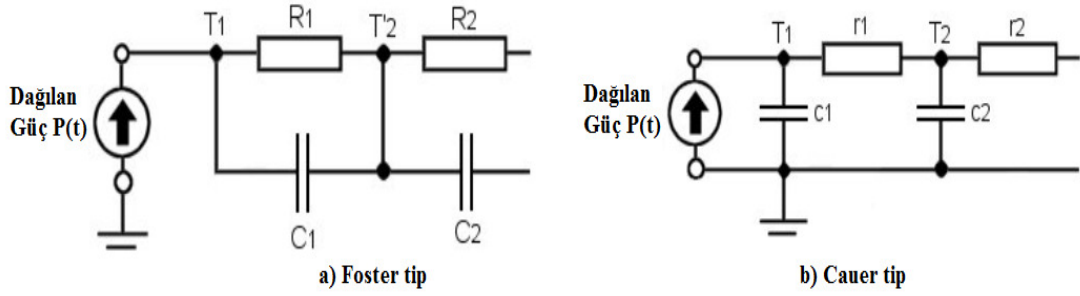 T1
R1
T'2
R2
Dağılan
Güç P(t)
C1
C2
a) Foster tip
T1
r1
T2
r2
Dağılan
Güç P(t)
c1
c2
b) Cauer tip